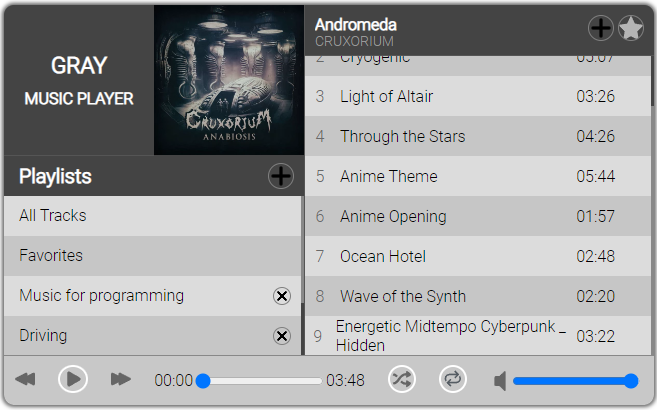 GRAY
MUSIC PLAYER
CRUXORIUM
ANABIOSIS
Playlists
All Tracks
Favorites
Music for programming
Driving
Andromeda
CRUXORIUM
2 Cryogenic 05:07
3 Light of Altair 03:26
4 Through the Stars 04:26
5 Anime Theme 05:44
6 Anime Opening 01:57
7 Ocean Hotel 02:48
8 Wave of the Synth 02:20
9 Energetic Midtempo Cyberpunk _
Hidden 03:22
00:00 03:48